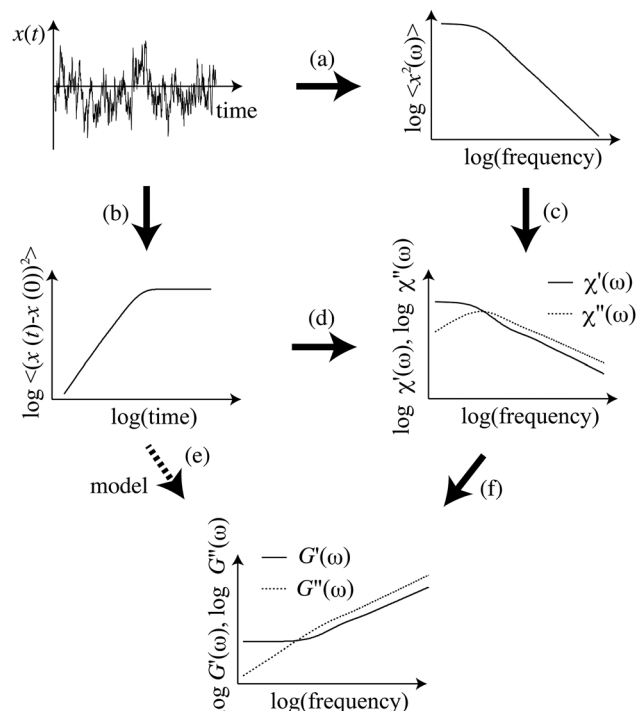 x(t)
time
(a)
log <x²(ω)>
log(frequency)
(b)
(c)
log <(x (t)-x (0))²>
log(time)
(d)
log χ'(ω), log χ"(ω)
χ'(ω)
χ"(ω)
log(frequency)
(e)
model
(f)
log G'(ω), log G"(ω)
G'(ω)
G"(ω)
log(frequency)